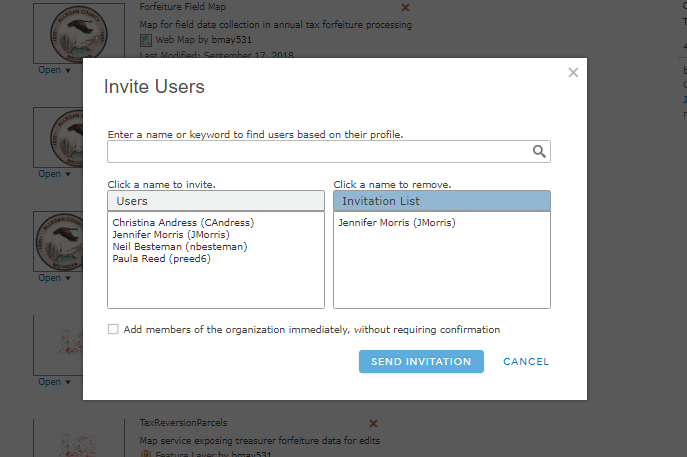 Forfeiture Field Map
Map for field data collection in annual tax forfeiture processing
Web Map by bmay531
Last Modified: September 17, 2018
Open
Invite Users
Enter a name or keyword to find users based on their profile.
Click a name to invite.
Click a name to remove.
Users
Invitation List
Christina Andress (CAndress)
Jennifer Morris (JMorris)
Neil Besteman (nbesteman)
Paula Reed (preed6)
Jennifer Morris (JMorris)
Add members of the organization immediately, without requiring confirmation
SEND INVITATION
CANCEL
Open
Open
Open
TaxReversionParcels
Map service exposing treasurer forfeiture data for edits
Feature Layer by bmay531